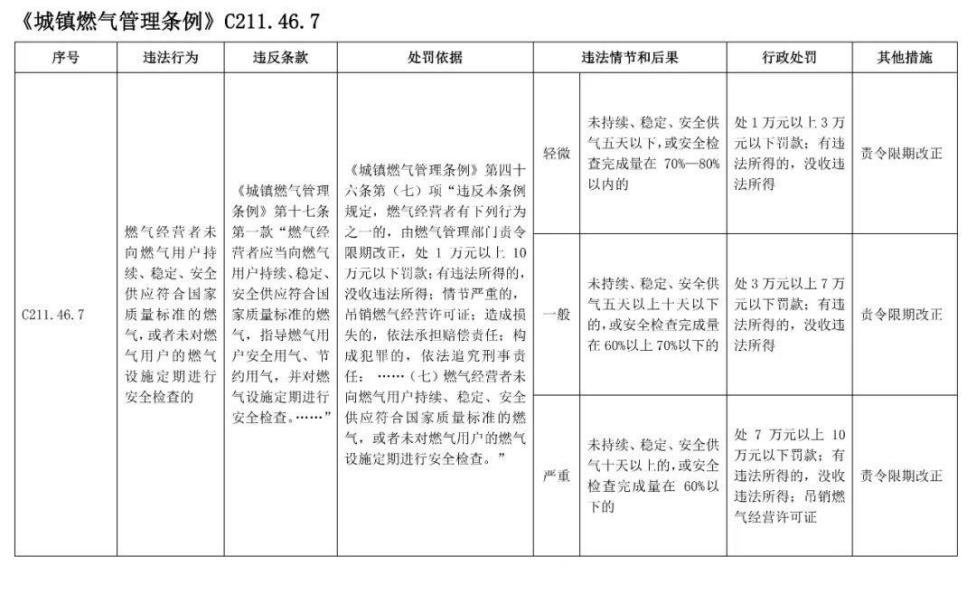 《城镇燃气管理条例》C211.46.7
序号
违法行为
违反条款
处罚依据
违法情节和后果
行政处罚
其他措施
C211.46.7
燃气经营者未
向燃气用户持
续、稳定、安全
供应符合国家
质量标准的燃
气,或者未对燃
气用户的燃气
设施定期进行
安全检查的
《城镇燃气管理
条例》第十七条
第一款“燃气经
营者应当向燃气
用户持续、稳定、
安全供应符合国
家质量标准的燃
气，指导燃气用
户安全用气、节
约用气，并对燃
气设施定期进行
安全检查。……”
《城镇燃气管理条例》第四十
六条第（七）项“违反本条例
规定，燃气经营者有下列行为
之一的，由燃气管理部门责令
限期改正，处 1 万元以上 10
万元以下罚款;有违法所得的，
没收违法所得；情节严重的，
吊销燃气经营许可证；造成损
失的，依法承担赔偿责任；构
成犯罪的，依法追究刑事责
任： ……（七）燃气经营者未
向燃气用户持续、稳定、安全
供应符合国家质量标准的燃
气，或者未对燃气用户的燃气
设施定期进行安全检查。”
轻微
未持续、稳定、安全供
气五天以下,或安全检
查完成量在 70%—80%
以内的
处 1 万元以上 3 万
元以下罚款；有违
法所得的，没收违
法所得
责令限期改正
一般
未持续、稳定、安全供
气五天以上十天以下
的,或安全检查完成量
在 60%以上 70%以下的
处 3 万元以上 7 万
元以下罚款；有违
法所得的，没收违
法所得
责令限期改正
严重
未持续、稳定、安全供
气十天以上的,或安全
检查完成量在 60%以
下的
处 7 万元以上 10
万元以下罚款；有
违法所得的，没收
违法所得；吊销燃
气经营许可证
责令限期改正